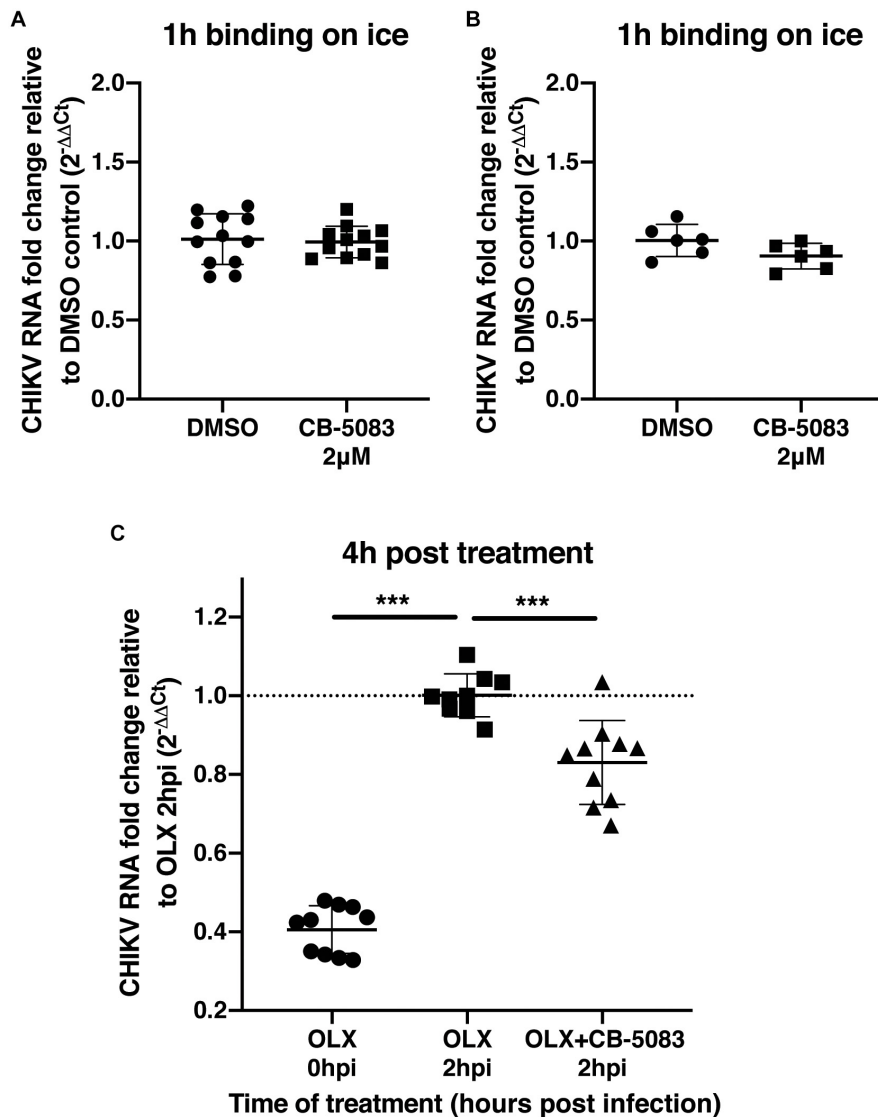 A
1h binding on ice
CHIKV RNA fold change relative
to DMSO control (2-ΔΔCt)
2.0
1.5
1.0
0.5
0.0
DMSO
CB-5083
2µM
B
1h binding on ice
CHIKV RNA fold change relative
to DMSO control (2-ΔΔCt)
2.0
1.5
1.0
0.5
0.0
DMSO
CB-5083
2µM
C
4h post treatment
CHIKV RNA fold change relative
to OLX 2hpi (2-ΔΔCt)
*** ***
1.2
1.0
0.8
0.6
0.4
0.2
OLX OLX OLX+CB-5083
0hpi 2hpi 2hpi
Time of treatment (hours post infection)